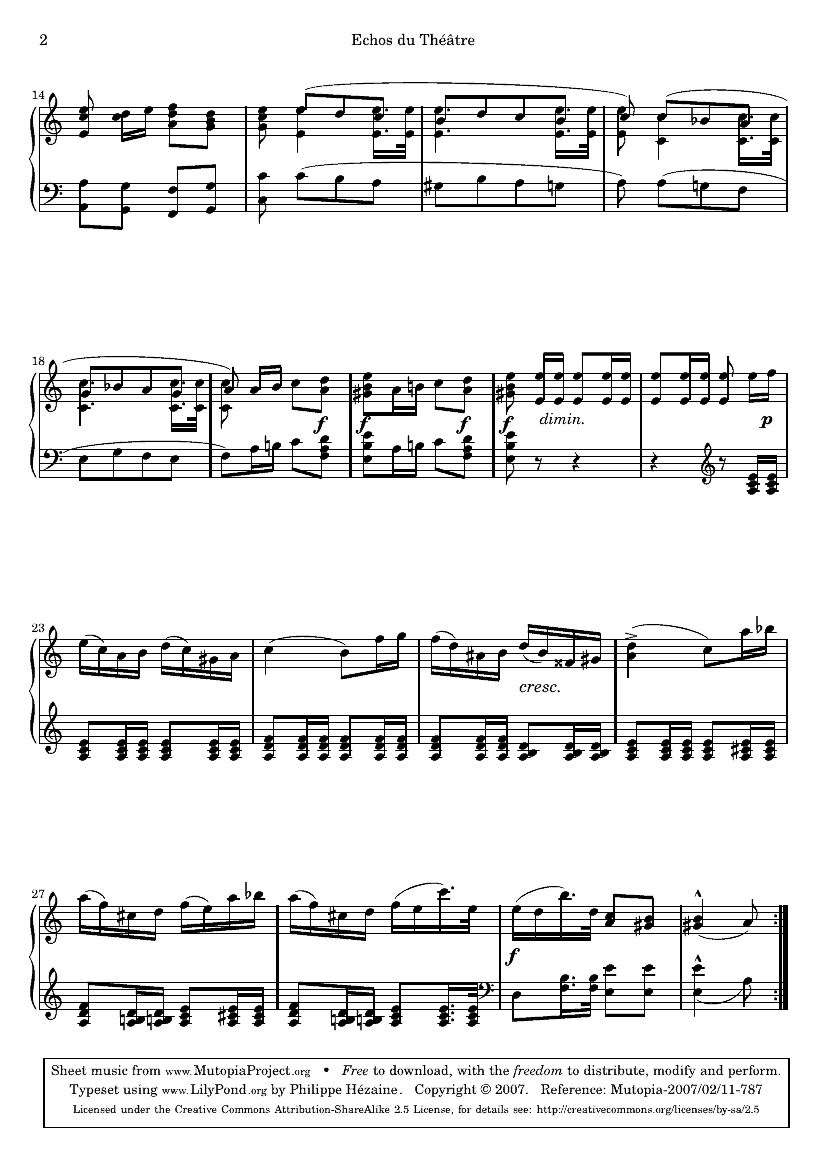 2 Echos du Théâtre
14
18
f f f f dimin. p
23
cresc.
27
f
Sheet music from www.MutopiaProject.org • Free to download, with the freedom to distribute, modify and perform.
Typeset using www.LilyPond.org by Philippe Hézaine. Copyright © 2007. Reference: Mutopia-2007/02/11-787
Licensed under the Creative Commons Attribution-ShareAlike 2.5 License, for details see: http://creativecommons.org/licenses/by-sa/2.5